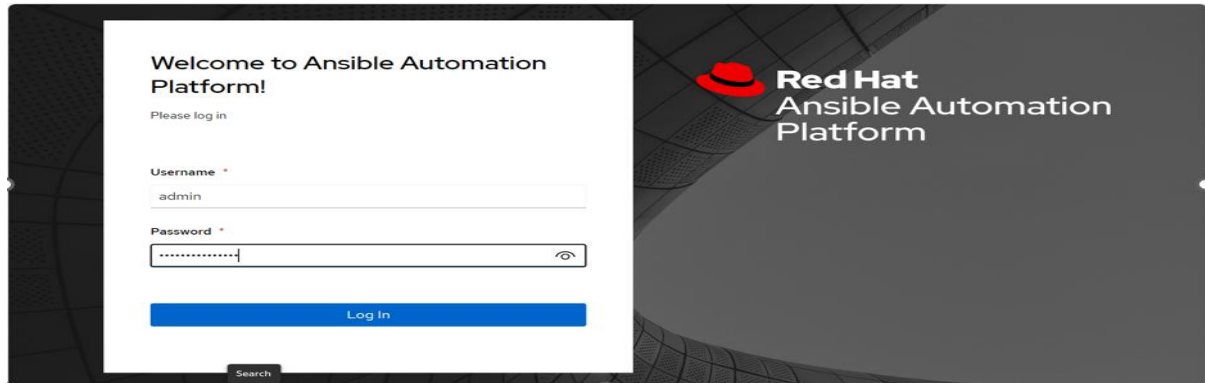 Welcome to Ansible Automation
Platform!
Please log in
Username *
admin
Password *
••••••••••••••
Log In
Search
Red Hat
Ansible Automation
Platform